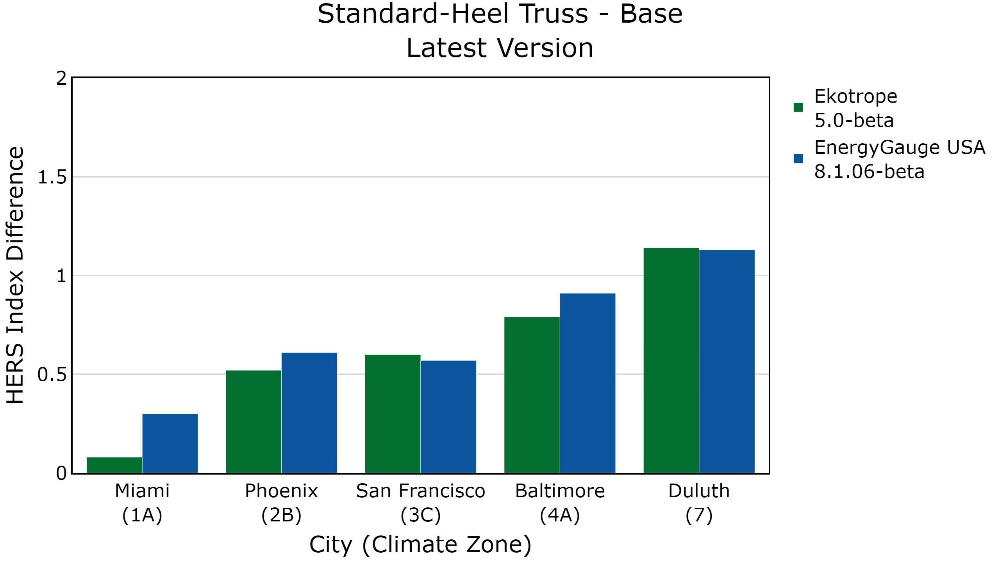 Standard-Heel Truss - Base
Latest Version
HERS Index Difference
2
1.5
1
0.5
0
Miami
(1A)
Phoenix
(2B)
San Francisco
(3C)
Baltimore
(4A)
Duluth
(7)
City (Climate Zone)
Ekotrope
5.0-beta
EnergyGauge USA
8.1.06-beta